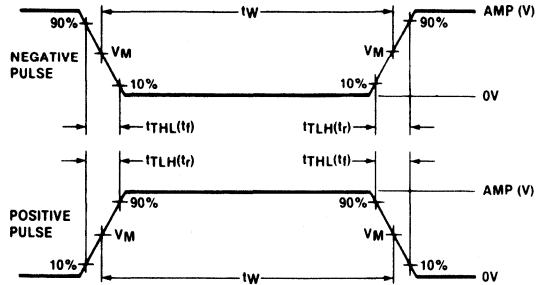 tW
AMP (V)
90%
90%
NEGATIVE
PULSE
VM
VM
10%
10%
0V
tTHL(tf)
tTLH(tr)
tTLH(tr)
tTHL(tf)
AMP (V)
90%
90%
POSITIVE
PULSE
VM
VM
10%
10%
tW
0V